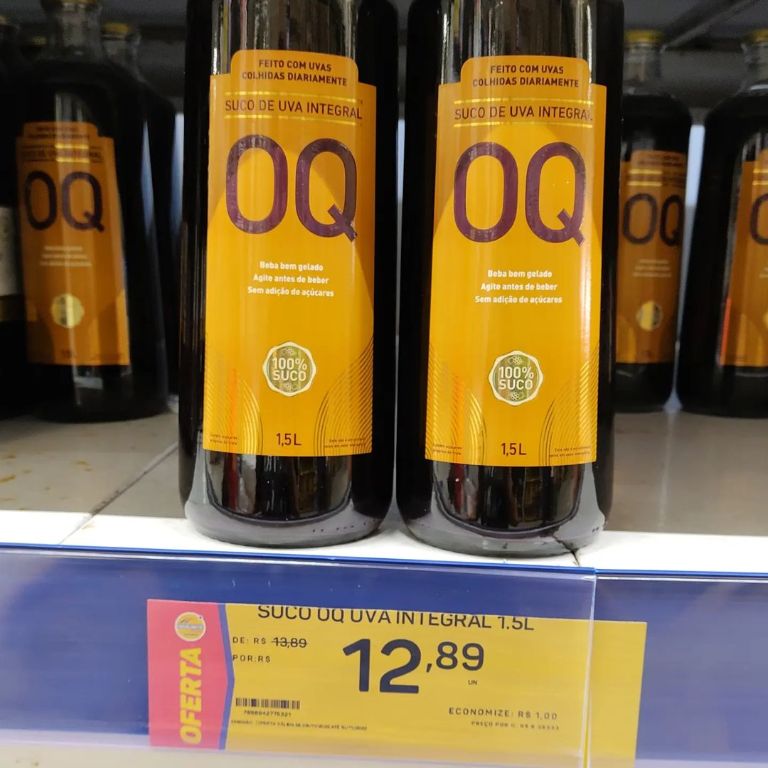 FEITO COM UVAS
COLHIDAS DIARIAMENTE
SUCO DE UVA INTEGRAL
OQ
Beba bem gelado
Agite antes de beber
Sem adição de açúcares
100%
SUCO
1,5L
FEITO COM UVAS
COLHIDAS DIARIAMENTE
SUCO DE UVA INTEGRAL
OQ
Beba bem gelado
Agite antes de beber
Sem adição de açúcares
100%
SUCO
1,5L
OQ
OQ
SUCO OQ UVA INTEGRAL 1.5L
OFERTA
DE: R$ 13,89
POR:R$
12,89
UN
ECONOMIZE: R$ 1,00